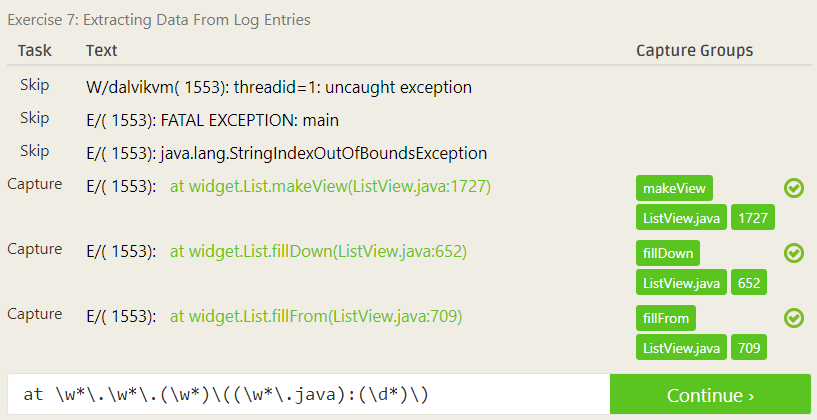 Exercise 7: Extracting Data From Log Entries
Task Text Capture Groups
Skip W/dalvikvm( 1553): threadid=1: uncaught exception
Skip E/( 1553): FATAL EXCEPTION: main
Skip E/( 1553): java.lang.StringIndexOutOfBoundsException
Capture E/( 1553):   at widget.List.makeView(ListView.java:1727) makeView
ListView.java 1727
Capture E/( 1553):   at widget.List.fillDown(ListView.java:652) fillDown
ListView.java 652
Capture E/( 1553):   at widget.List.fillFrom(ListView.java:709) fillFrom
ListView.java 709
at \w*\.\w*\.(\w*)\((\w*\.java):(\d*)\) Continue ›